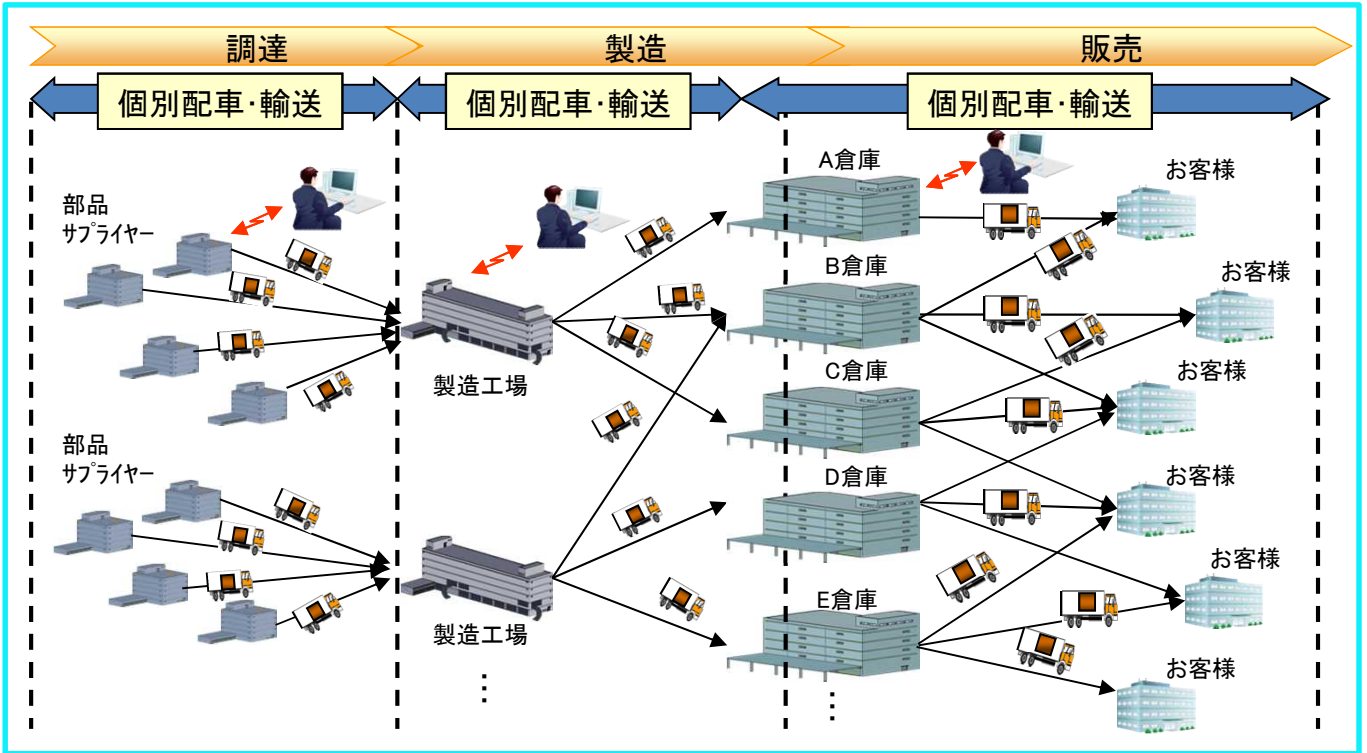 調達
製造
販売
個別配車・輸送
個別配車・輸送
個別配車・輸送
部品
サプライヤー
部品
サプライヤー
製造工場
製造工場
⋮
A倉庫
B倉庫
C倉庫
D倉庫
E倉庫
⋮
お客様
お客様
お客様
お客様
お客様
お客様